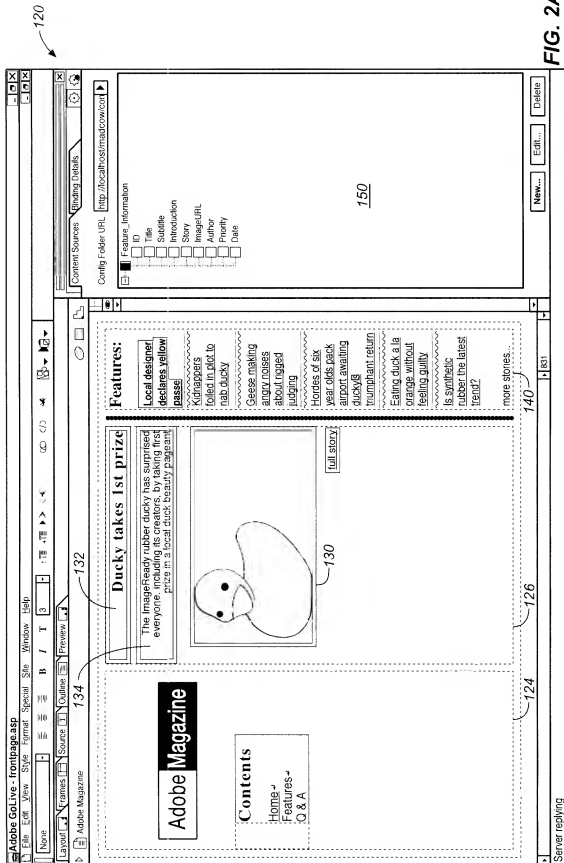 Adobe GoLive - frontpage.asp
File Edit View Style Format Special Site Window Help
None
B I T 3
Layout Frames Source Outline Preview
Adobe Magazine
Adobe Magazine
Contents
Home
Features
Q & A
Ducky takes 1st prize
The ImageReady rubber ducky has surprised
everyone, including its creators, by taking first
prize in a local duck beauty pageant
full story
Features:
Local designer
declares yellow
passe
Kidnappers
foiled in plot to
nab ducky
Geese making
angry noises
about rigged
judging
Hordes of six
year olds pack
airport awaiting
duckyß
triumphant return
Eating duck a la
orange without
feeling guilty
Is synthetic
rubber the latest
trend?
more stories...
831
Server replying
Content Sources Binding Details
Config Folder URL http://localhost/madcow/con
Feature_Information
ID
Title
Subtitle
Introduction
Story
ImageURL
Author
Priority
Date
New... Edit... Delete
120
124
126
130
132
134
140
150
FIG. 2A